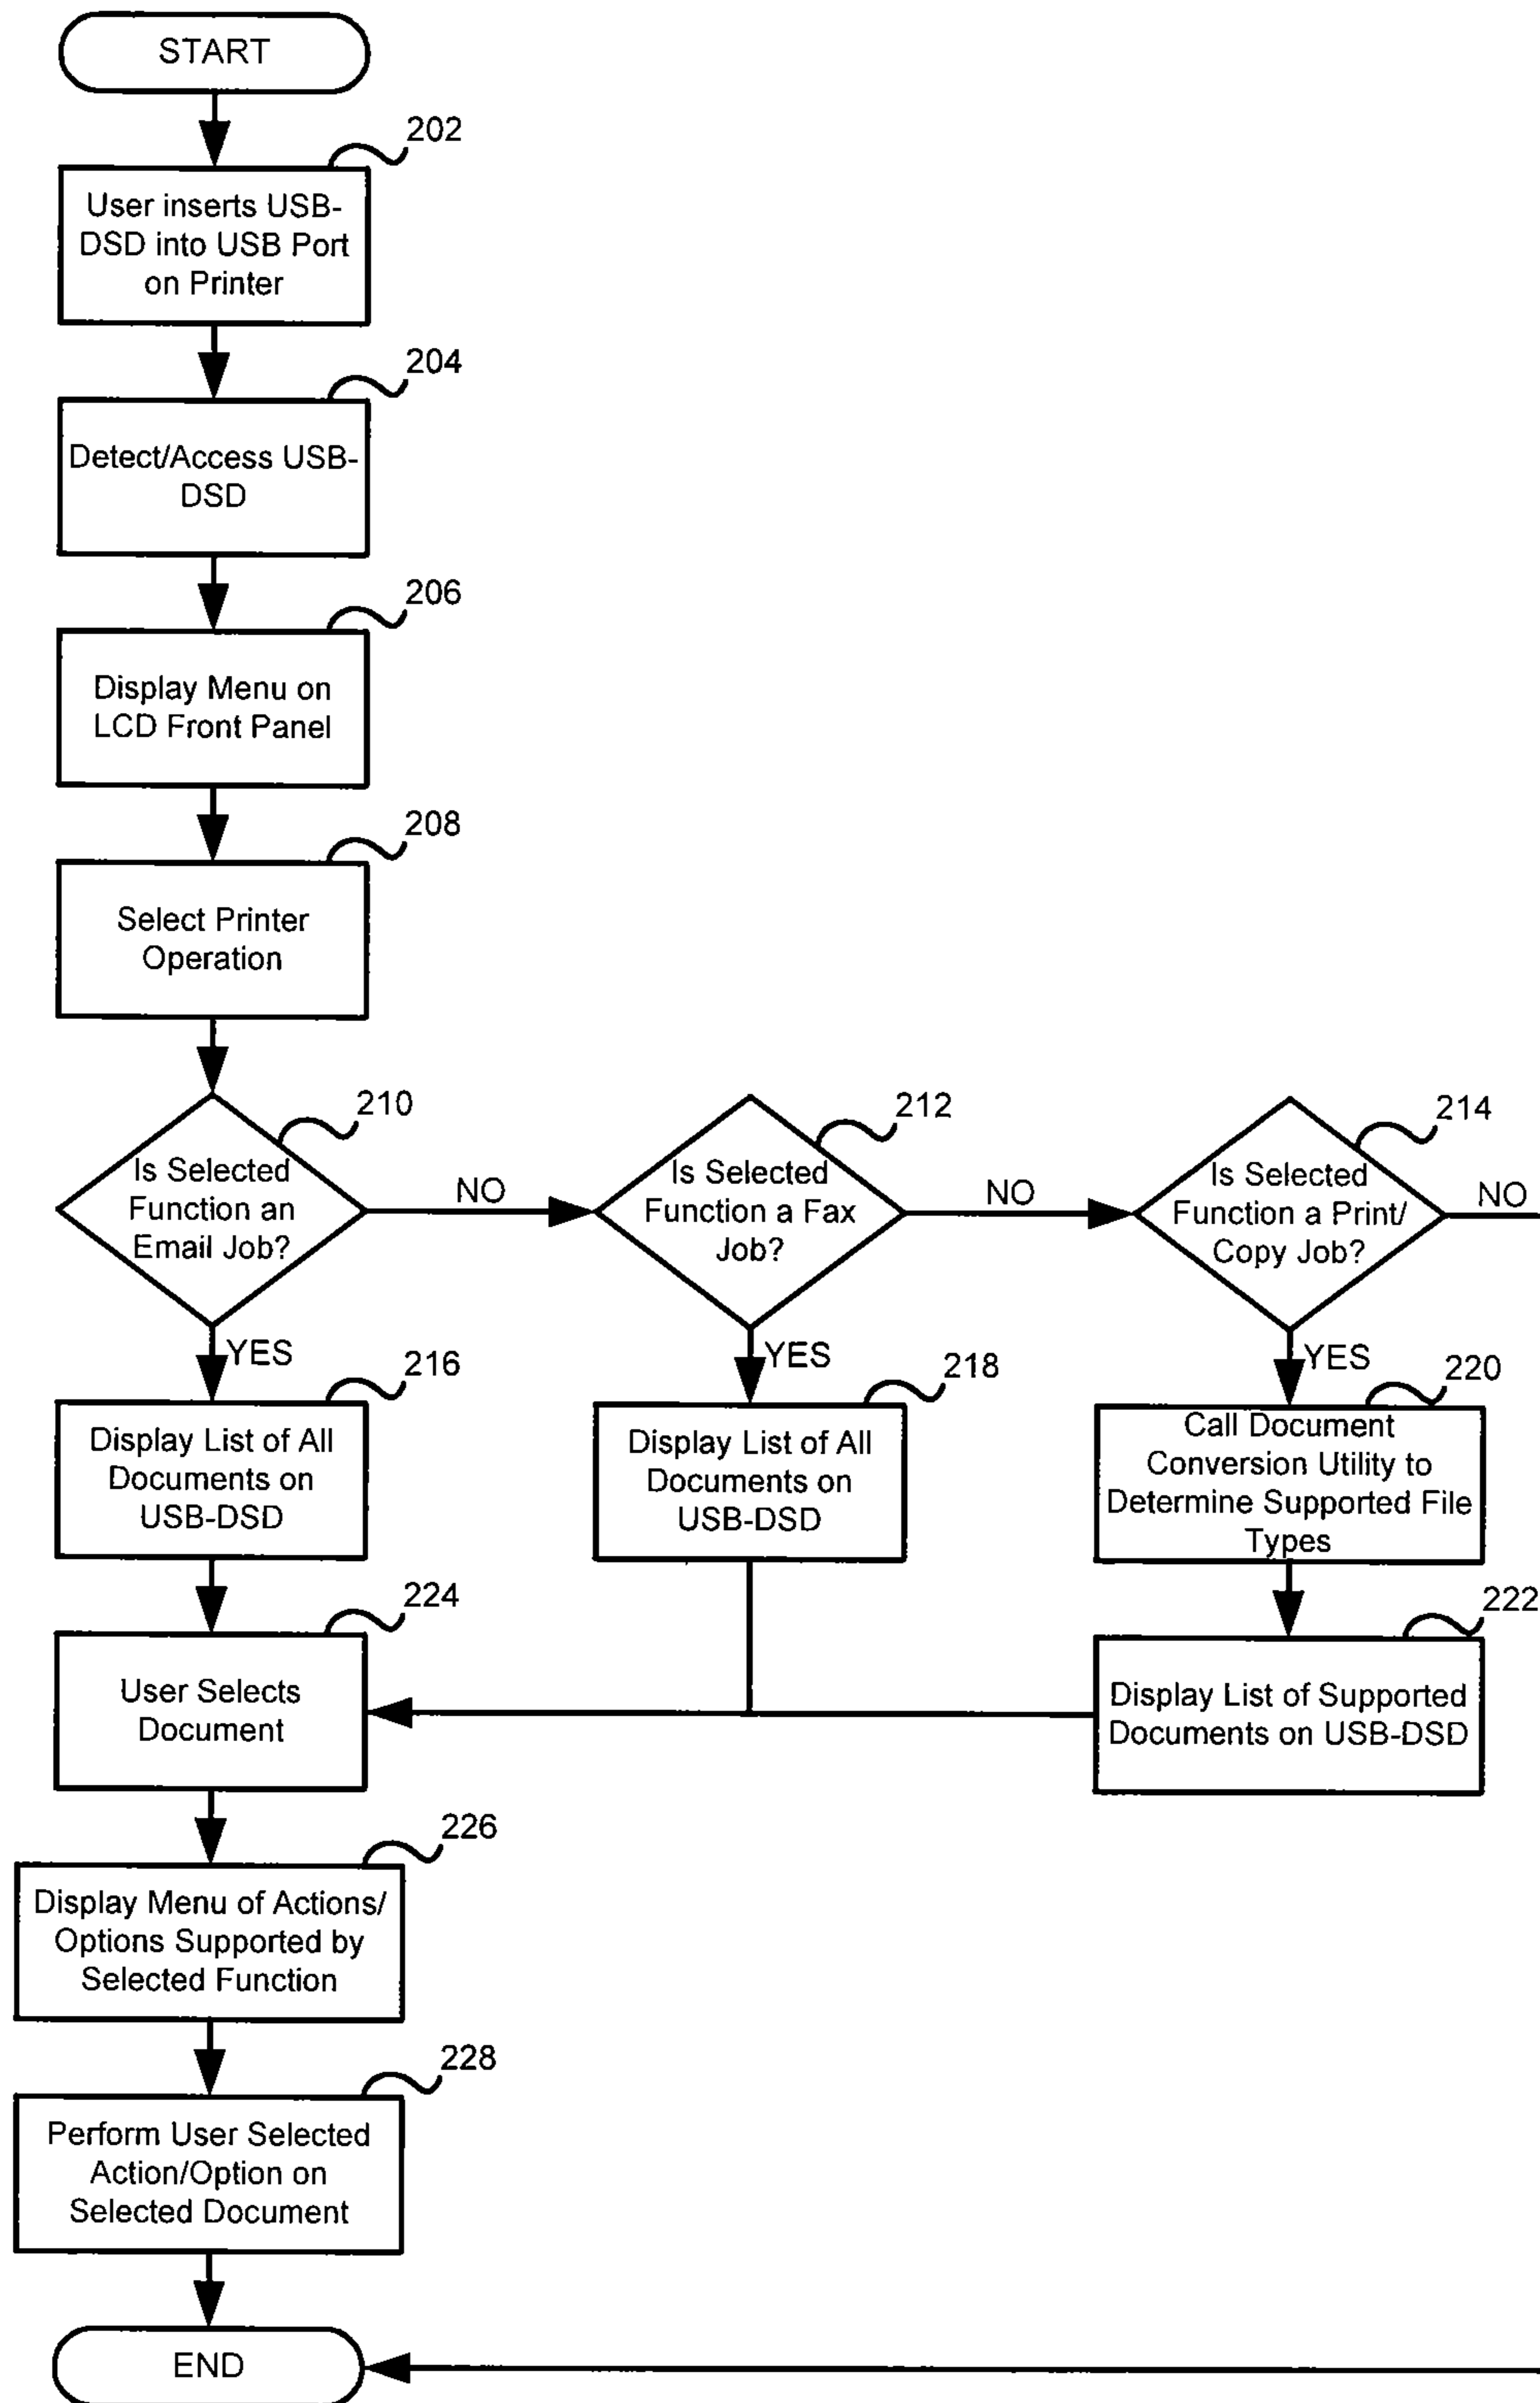 START
202
User inserts USB-
DSD into USB Port
on Printer
204
Detect/Access USB-
DSD
206
Display Menu on
LCD Front Panel
208
Select Printer
Operation
210
Is Selected
Function an
Email Job?
NO
212
Is Selected
Function a Fax
Job?
NO
214
Is Selected
Function a Print/
Copy Job?
NO
YES
216
Display List of All
Documents on
USB-DSD
YES
218
Display List of All
Documents on
USB-DSD
YES
220
Call Document
Conversion Utility to
Determine Supported File
Types
222
Display List of Supported
Documents on USB-DSD
224
User Selects
Document
226
Display Menu of Actions/
Options Supported by
Selected Function
228
Perform User Selected
Action/Option on
Selected Document
END